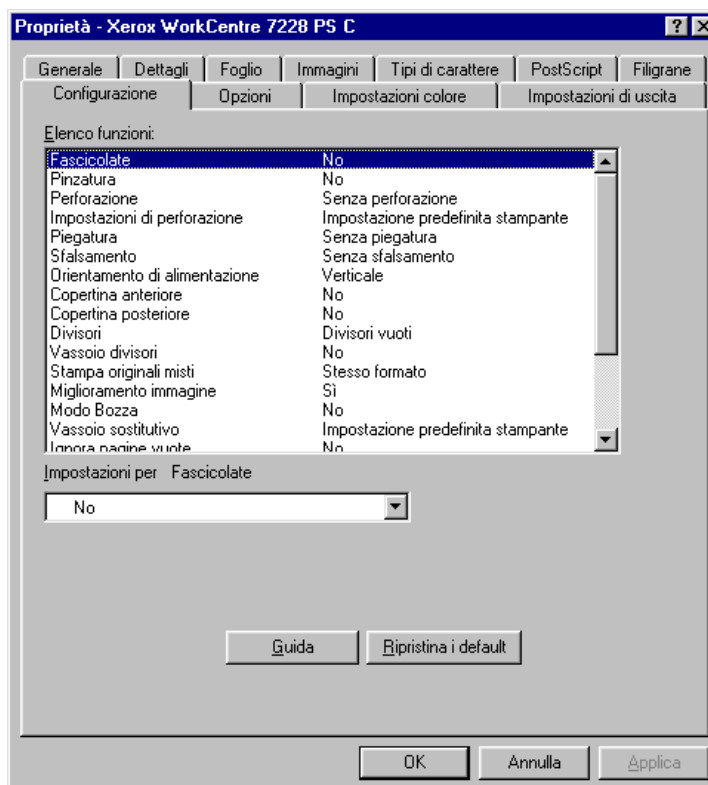 Proprietà - Xerox WorkCentre 7228 PS C
Generale Dettagli Foglio Immagini Tipi di carattere PostScript Filigrane
Configurazione Opzioni Impostazioni colore Impostazioni di uscita
Elenco funzioni:
Fascicolate No
Pinzatura No
Perforazione Senza perforazione
Impostazioni di perforazione Impostazione predefinita stampante
Piegatura Senza piegatura
Sfalsamento Senza sfalsamento
Orientamento di alimentazione Verticale
Copertina anteriore No
Copertina posteriore No
Divisori Divisori vuoti
Vassoio divisori No
Stampa originali misti Stesso formato
Miglioramento immagine Sì
Modo Bozza No
Vassoio sostitutivo Impostazione predefinita stampante
Ignora pagine vuote No
Impostazioni per Fascicolate
No
Guida Ripristina i default
OK Annulla Applica